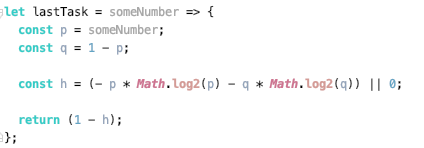 let lastTask = someNumber => {
const p = someNumber;
const q = 1 - p;
const h = (- p * Math.log2(p) - q * Math.log2(q)) || 0;
return (1 - h);
};